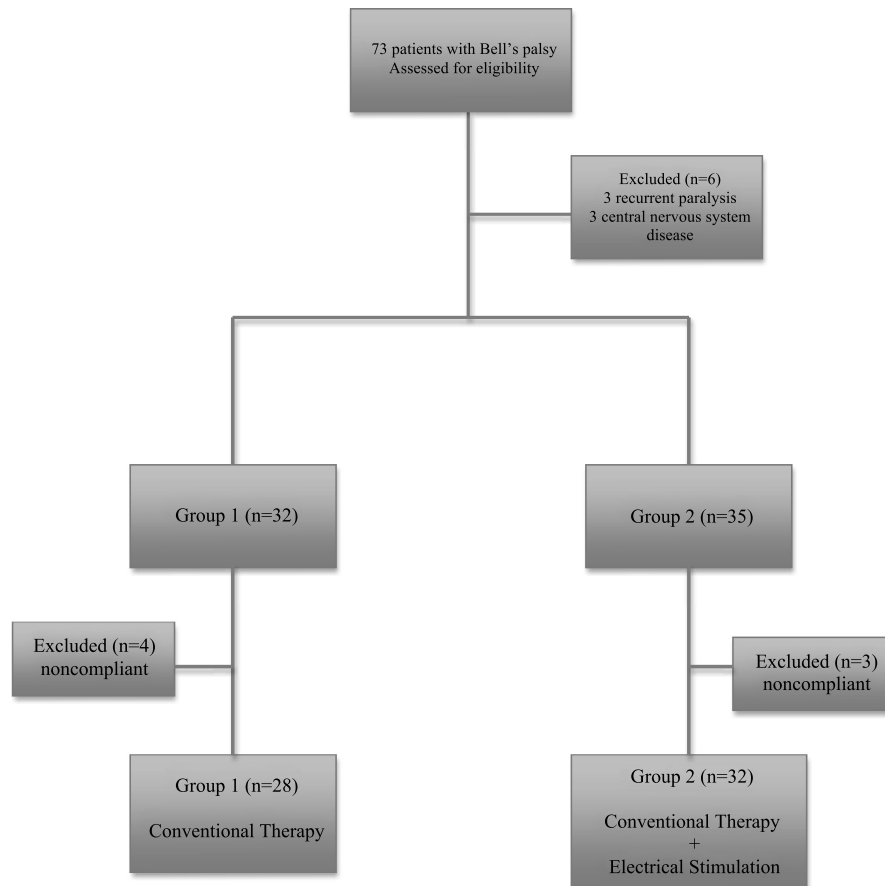 73 patients with Bell’s palsy
Assessed for eligibility
Excluded (n=6)
3 recurrent paralysis
3 central nervous system
disease
Group 1 (n=32)
Group 2 (n=35)
Excluded (n=4)
noncompliant
Excluded (n=3)
noncompliant
Group 1 (n=28)
Conventional Therapy
Group 2 (n=32)
Conventional Therapy
+
Electrical Stimulation